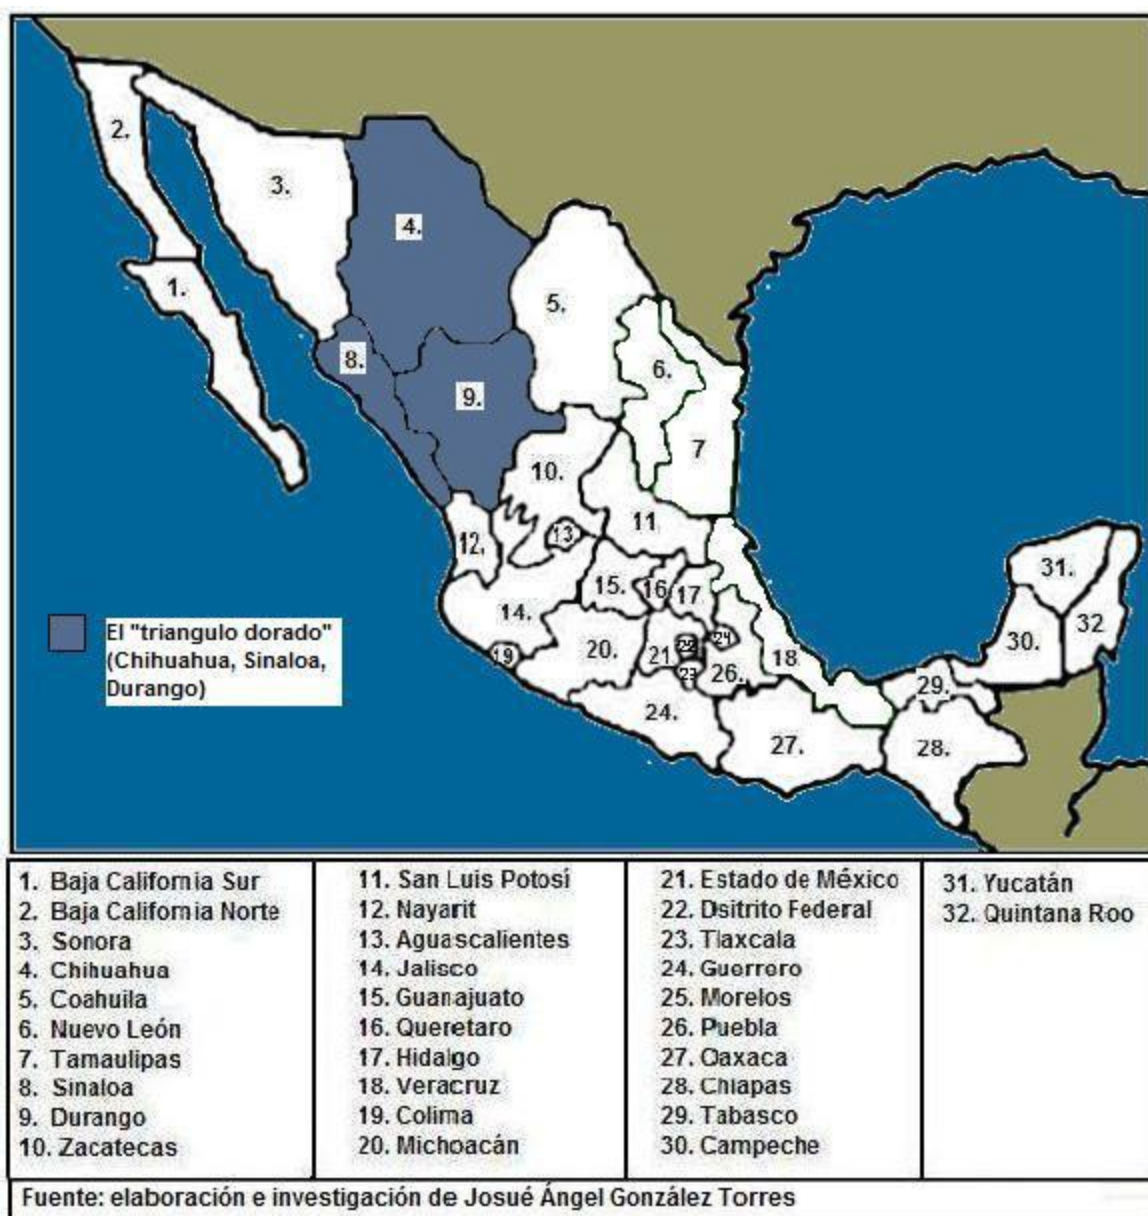 2.
3.
4.
1.
5.
8.
6.
9.
7
10.
11.
12.
13
15.
16
17.
14.
El "triangulo dorado"
(Chihuahua, Sinaloa,
Durango)
19
20.
21
22
24
23
26.
18.
24.
27.
28.
29.
30.
31.
32
1. Baja California Sur
2. Baja California Norte
3. Sonora
4. Chihuahua
5. Coahuila
6. Nuevo León
7. Tamaulipas
8. Sinaloa
9. Durango
10. Zacatecas
11. San Luis Potosí
12. Nayarit
13. Aguascalientes
14. Jalisco
15. Guanajuato
16. Queretaro
17. Hidalgo
18. Veracruz
19. Colima
20. Michoacán
21. Estado de México
22. Dsitrito Federal
23. Tlaxcala
24. Guerrero
25. Morelos
26. Puebla
27. Oaxaca
28. Chiapas
29. Tabasco
30. Campeche
31. Yucatán
32. Quintana Roo
Fuente: elaboración e investigación de Josué Ángel González Torres